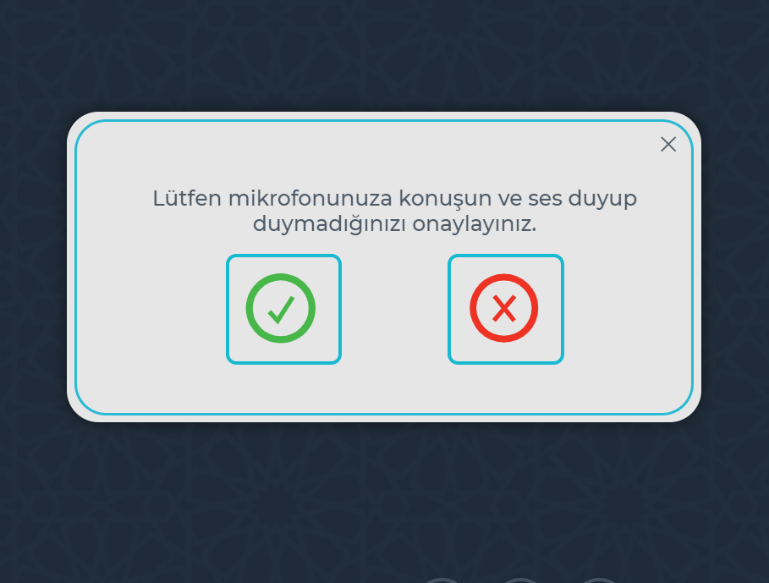 Lütfen mikrofonunuza konuşun ve ses duyup
duymadığınızı onaylayınız.